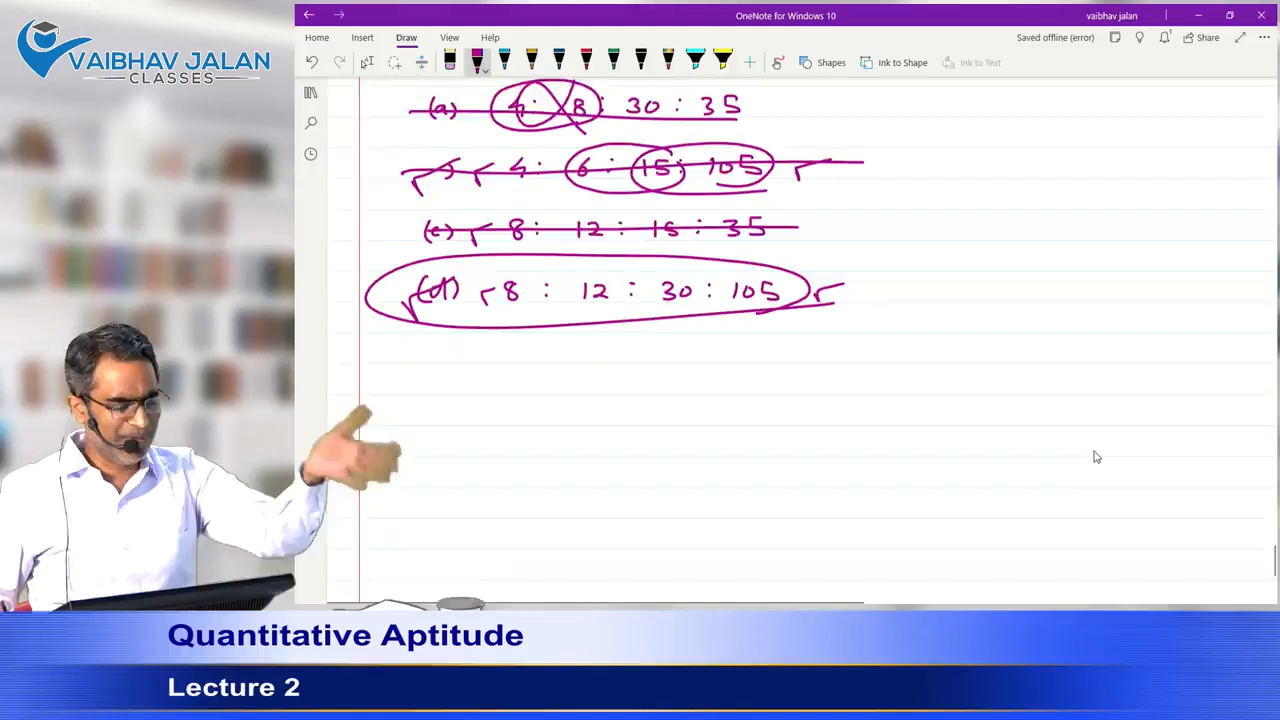 VAIBHAV JALAN
CLASSES
OneNote for Windows 10
vaibhav jalan
Home Insert Draw View Help
Saved offline (error)
Share
Shapes
Ink to Shape
Ink to Text
(a) 4 : 8 : 30 : 35
4 : 6 : 15 : 105
(c) 8 : 12 : 15 : 35
(d) 8 : 12 : 30 : 105
Quantitative Aptitude
Lecture 2